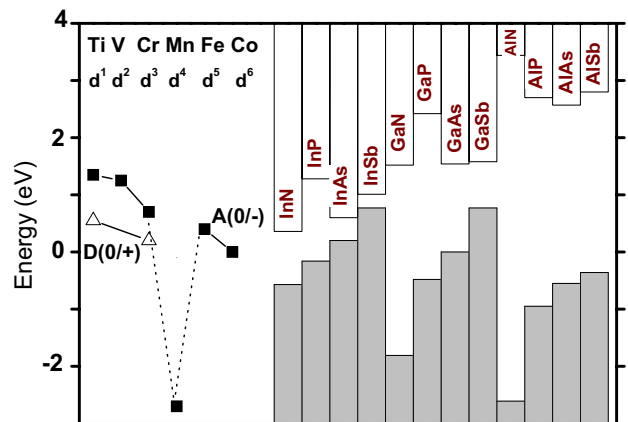 4
2
0
-2
Energy (eV)
Ti V Cr Mn Fe Co
d1 d2 d3 d4 d5 d6
A(0/-)
D(0/+)
InN
InP
InAs
InSb
GaN
GaP
GaAs
GaSb
AlN
AlP
AlAs
AlSb